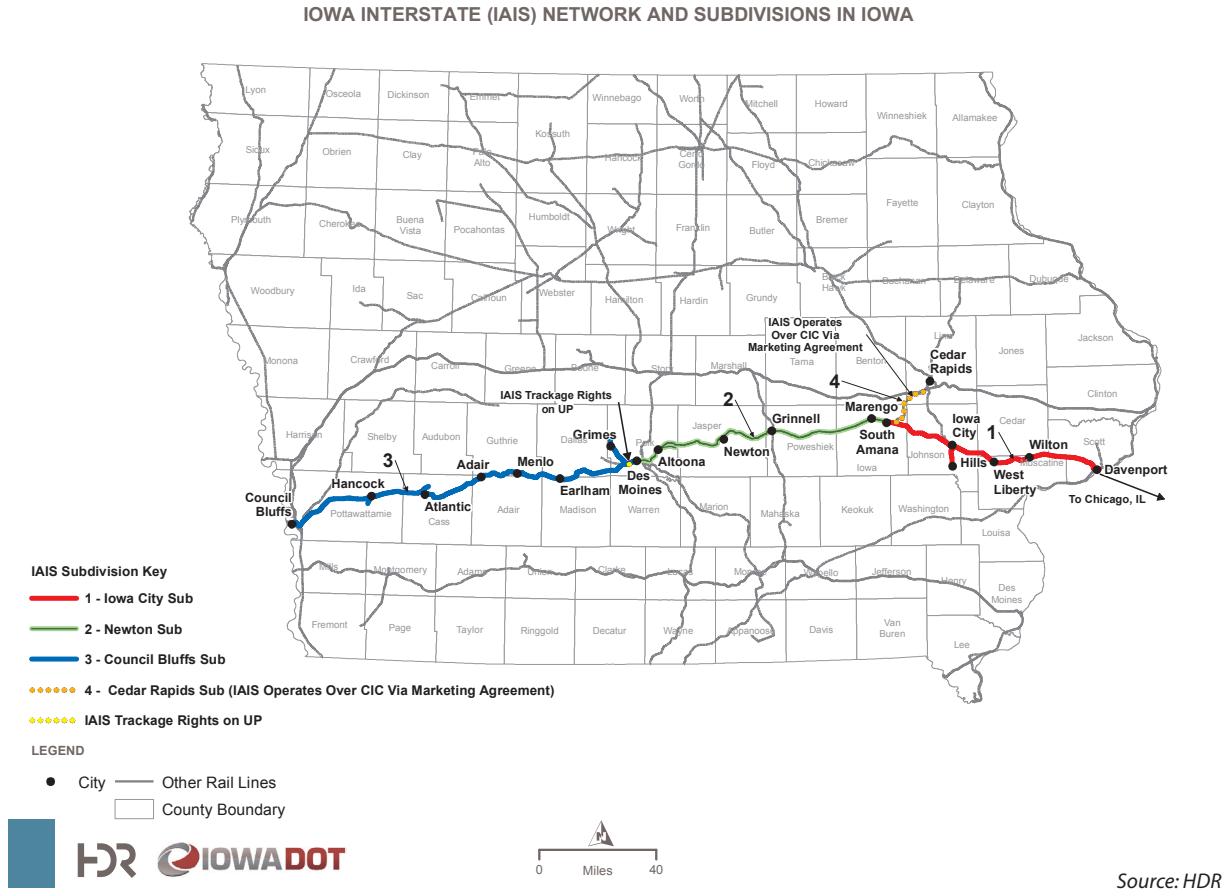 IOWA INTERSTATE (IAIS) NETWORK AND SUBDIVISIONS IN IOWA
Lyon
Osceola
Dickinson
Emmet
Winnebago
Worth
Mitchell
Howard
Winneshiek
Allamakee
Kossuth
Sioux
Obrien
Clay
Palo
Alto
Hancock
Cerro
Gordo
Floyd
Chickasaw
Fayette
Clayton
Plymouth
Cherokee
Buena
Vista
Pocahontas
Humboldt
Wright
Franklin
Butler
Bremer
Woodbury
Ida
Sac
Calhoun
Webster
Hamilton
Hardin
Grundy
Black
Hawk
Buchanan
Delaware
Dubuque
IAIS Operates
Over CIC Via
Marketing Agreement
Linn
Jones
Jackson
Monona
Crawford
Carroll
Greene
Boone
Story
Marshall
Tama
Benton
Cedar
Rapids
4
Clinton
IAIS Trackage Rights
on UP
2
Marengo
Grinnell
South
Amana
Iowa
City
Cedar
1
Wilton
Scott
Harrison
Shelby
Audubon
Guthrie
Dallas
Grimes
Polk
Jasper
Newton
Poweshiek
Iowa
Johnson
Hills
Muscatine
Davenport
3
Adair
Menlo
Altoona
Des
Moines
West
Liberty
To Chicago, IL
Council
Bluffs
Hancock
Atlantic
Earlham
Pottawattamie
Cass
Adair
Madison
Warren
Marion
Mahaska
Keokuk
Washington
Louisa
Mills
Montgomery
Adams
Union
Clarke
Lucas
Monroe
Wapello
Jefferson
Henry
Des
Moines
Fremont
Page
Taylor
Ringgold
Decatur
Wayne
Appanoose
Davis
Van
Buren
Lee
IAIS Subdivision Key
1 - Iowa City Sub
2 - Newton Sub
3 - Council Bluffs Sub
4 - Cedar Rapids Sub (IAIS Operates Over CIC Via Marketing Agreement)
IAIS Trackage Rights on UP
LEGEND
City
Other Rail Lines
County Boundary
HDR
IOWADOT
N
0 Miles 40
Source: HDR